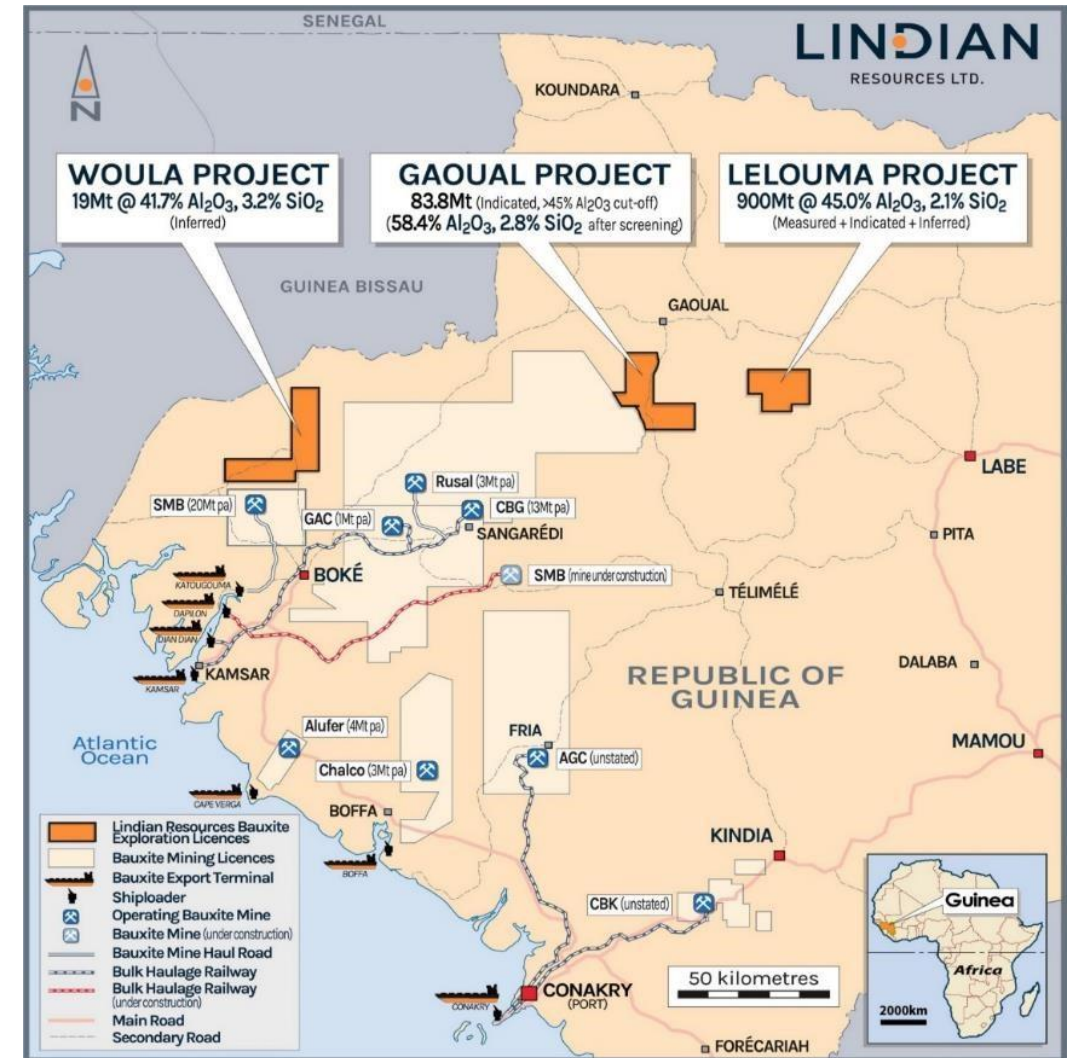 SENEGAL
LINDIAN
RESOURCES LTD.
N
KOUNDARA
WOULA PROJECT
19Mt @ 41.7% Al₂O₃, 3.2% SiO₂
(Inferred)
GAOUAL PROJECT
83.8Mt (Indicated, >45% Al₂O₃ cut-off)
(58.4% Al₂O₃, 2.8% SiO₂ after screening)
LELOUMA PROJECT
900Mt @ 45.0% Al₂O₃, 2.1% SiO₂
(Measured + Indicated + Inferred)
GUINEA BISSAU
GAOUAL
LABE
Rusal (3Mt pa)
SMB (20Mt pa)
GAC (1Mt pa)
CBG (13Mt pa)
SANGARÉDI
PITA
BOKÉ
SMB (mine under construction)
TÉLIMÉLÉ
KATOUGOUMA
DAPILON
DIAN DIAN
KAMSAR
KAMSAR
DALABA
REPUBLIC OF
GUINEA
Atlantic
Ocean
Alufer (4Mt pa)
Chalco (3Mt pa)
FRIA
AGC (unstated)
MAMOU
CAPE VERGA
BOFFA
BOFFA
KINDIA
CBK (unstated)
CONAKRY
CONAKRY
(PORT)
FORÉCARIAH
50 kilometres
Lindian Resources Bauxite
Exploration Licences
Bauxite Mining Licences
Bauxite Export Terminal
Shiploader
Operating Bauxite Mine
Bauxite Mine (under construction)
Bauxite Mine Haul Road
Bulk Haulage Railway
Bulk Haulage Railway
(under construction)
Main Road
Secondary Road
Guinea
Africa
2000km